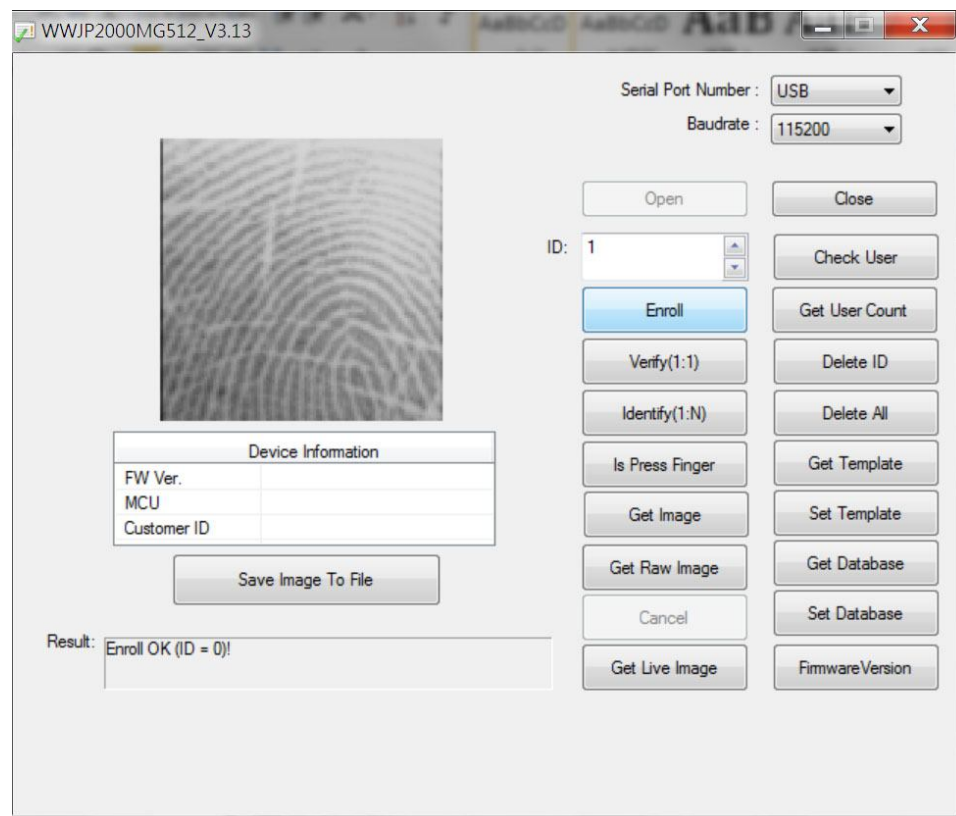 AaBbCcD AaBbCcD AaB
WWJP2000MG512_V3.13
Serial Port Number : USB
Baudrate : 115200
Open Close
ID: 1 Check User
Enroll Get User Count
Verify(1:1) Delete ID
Identify(1:N) Delete All
Device Information
Is Press Finger Get Template
FW Ver.
MCU
Get Image Set Template
Customer ID
Get Raw Image Get Database
Save Image To File
Cancel Set Database
Result: Enroll OK (ID = 0)!
Get Live Image FirmwareVersion